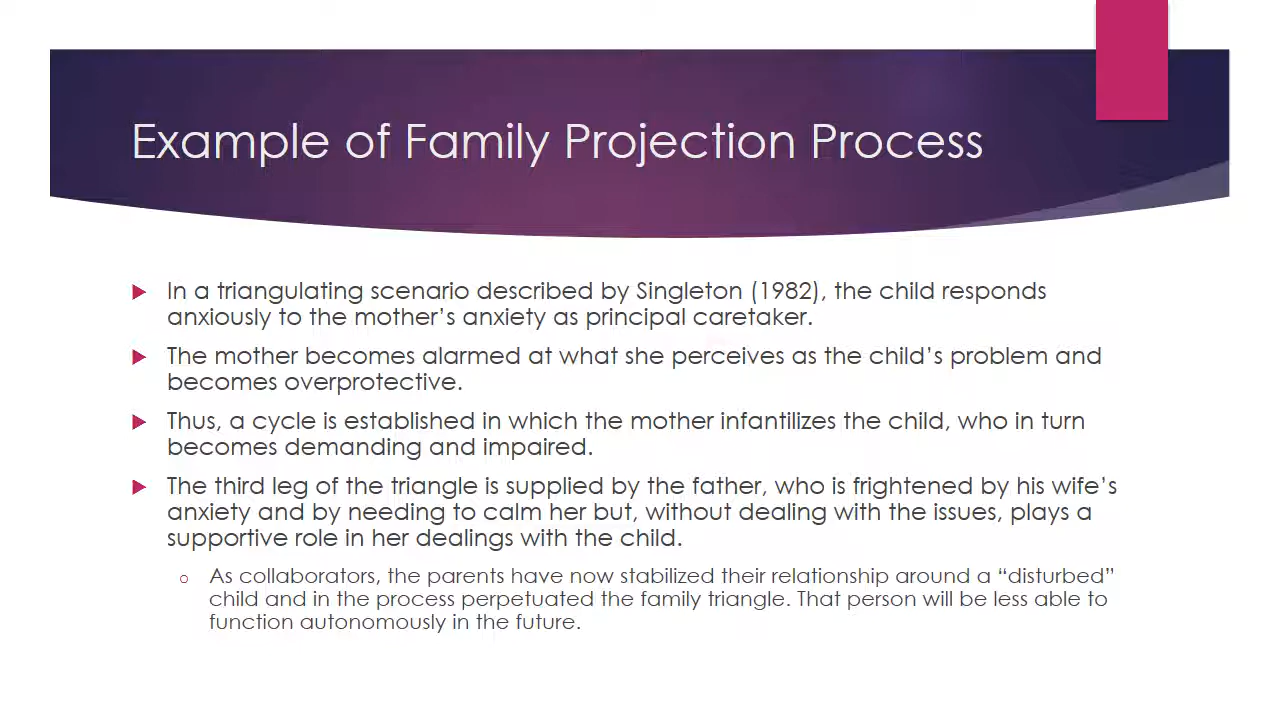 Example of Family Projection Process
In a triangulating scenario described by Singleton (1982), the child responds
anxiously to the mother’s anxiety as principal caretaker.
The mother becomes alarmed at what she perceives as the child’s problem and
becomes overprotective.
Thus, a cycle is established in which the mother infantilizes the child, who in turn
becomes demanding and impaired.
The third leg of the triangle is supplied by the father, who is frightened by his wife’s
anxiety and by needing to calm her but, without dealing with the issues, plays a
supportive role in her dealings with the child.
As collaborators, the parents have now stabilized their relationship around a “disturbed”
child and in the process perpetuated the family triangle. That person will be less able to
function autonomously in the future.